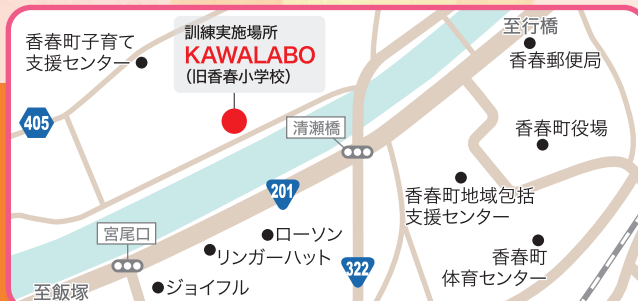 至行橋
香春町子育て
支援センター
訓練実施場所
KAWALABO
(旧香春小学校)
香春郵便局
405
清瀬橋
香春町役場
201
香春町地域包括
支援センター
宮尾口
ローソン
リンガーハット
322
香春町
体育センター
至飯塚
ジョイフル